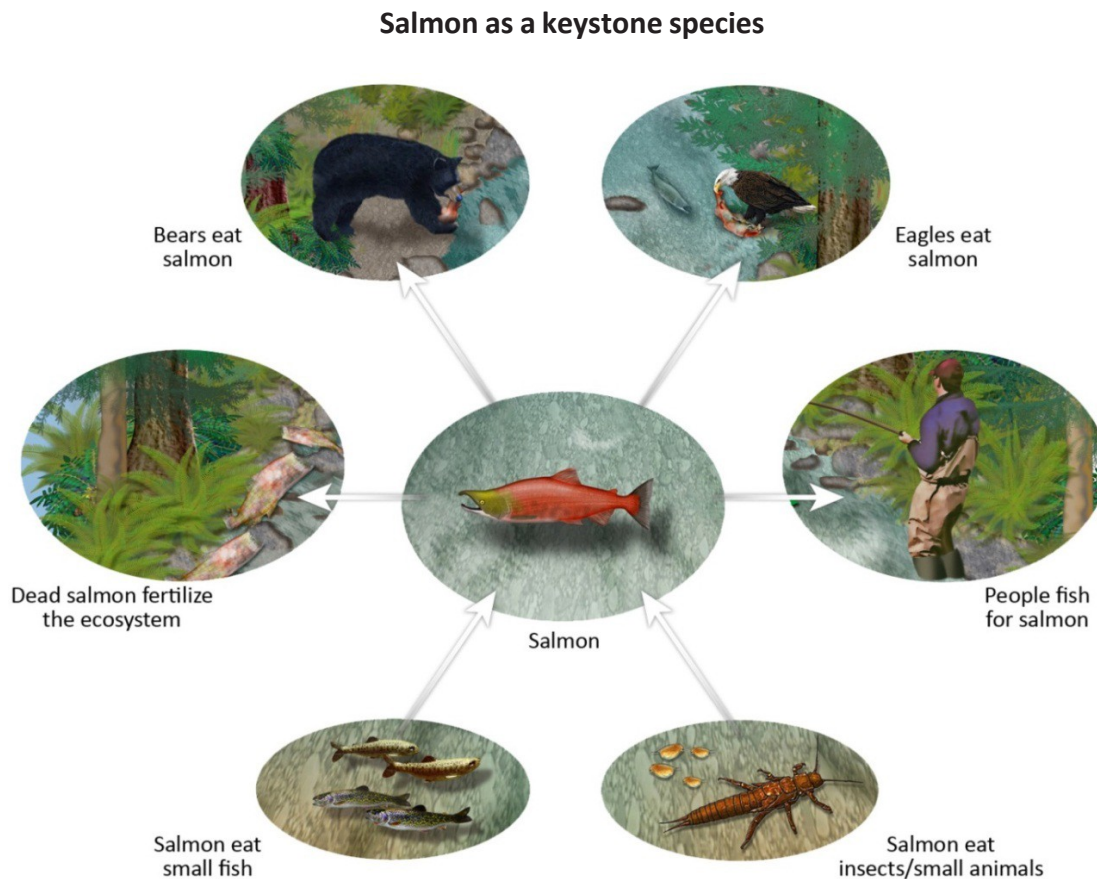 Salmon as a keystone species
Bears eat
salmon
Eagles eat
salmon
Dead salmon fertilize
the ecosystem
Salmon
People fish
for salmon
Salmon eat
small fish
Salmon eat
insects/small animals